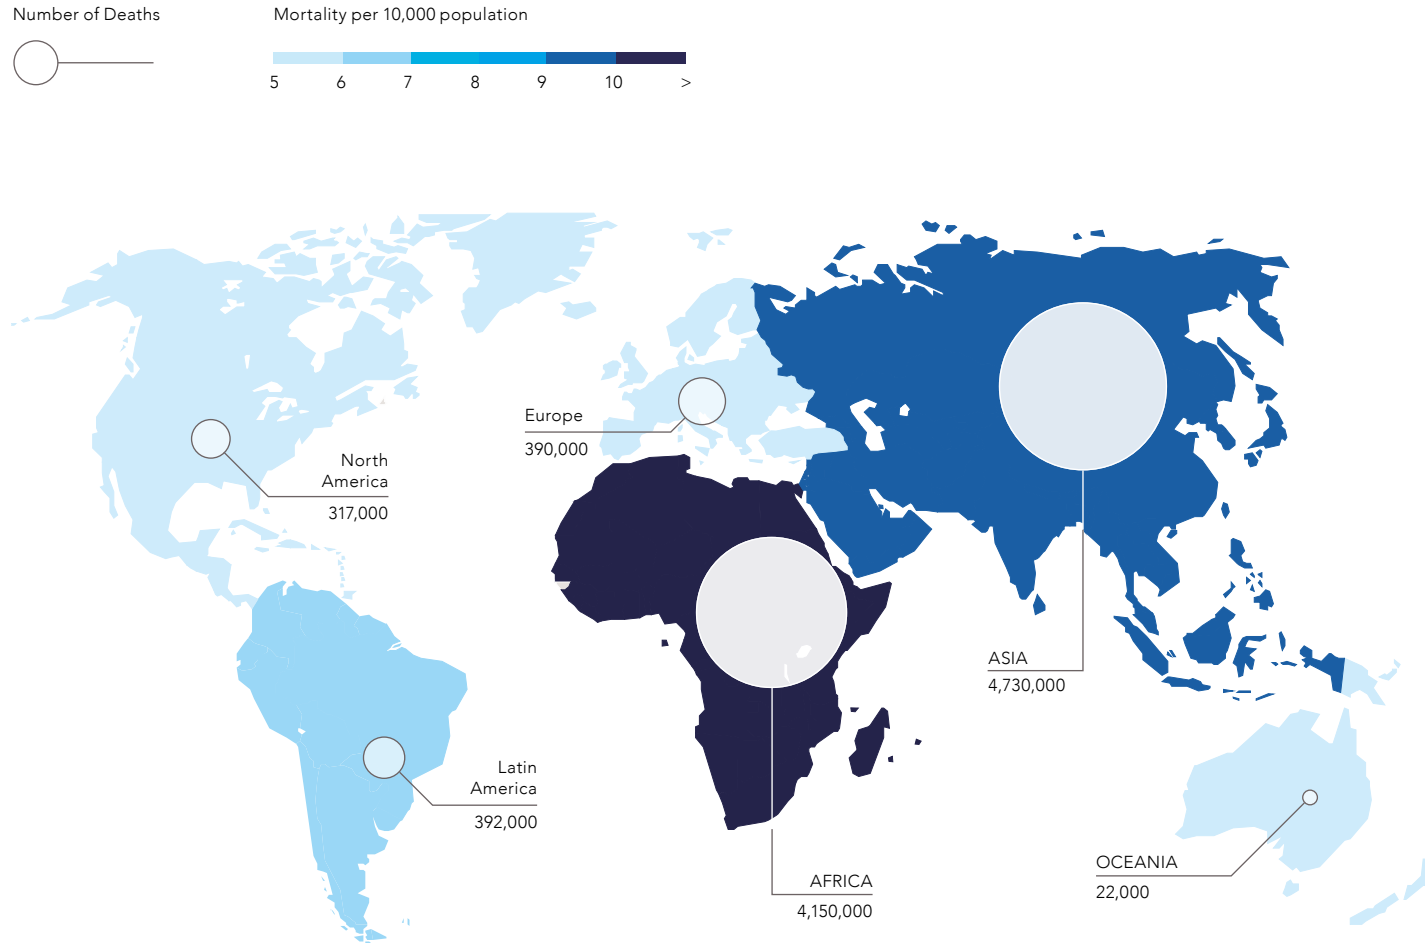 Number of Deaths
Mortality per 10,000 population
5 6 7 8 9 10 >
Europe
390,000
North
America
317,000
ASIA
4,730,000
Latin
America
392,000
OCEANIA
22,000
AFRICA
4,150,000